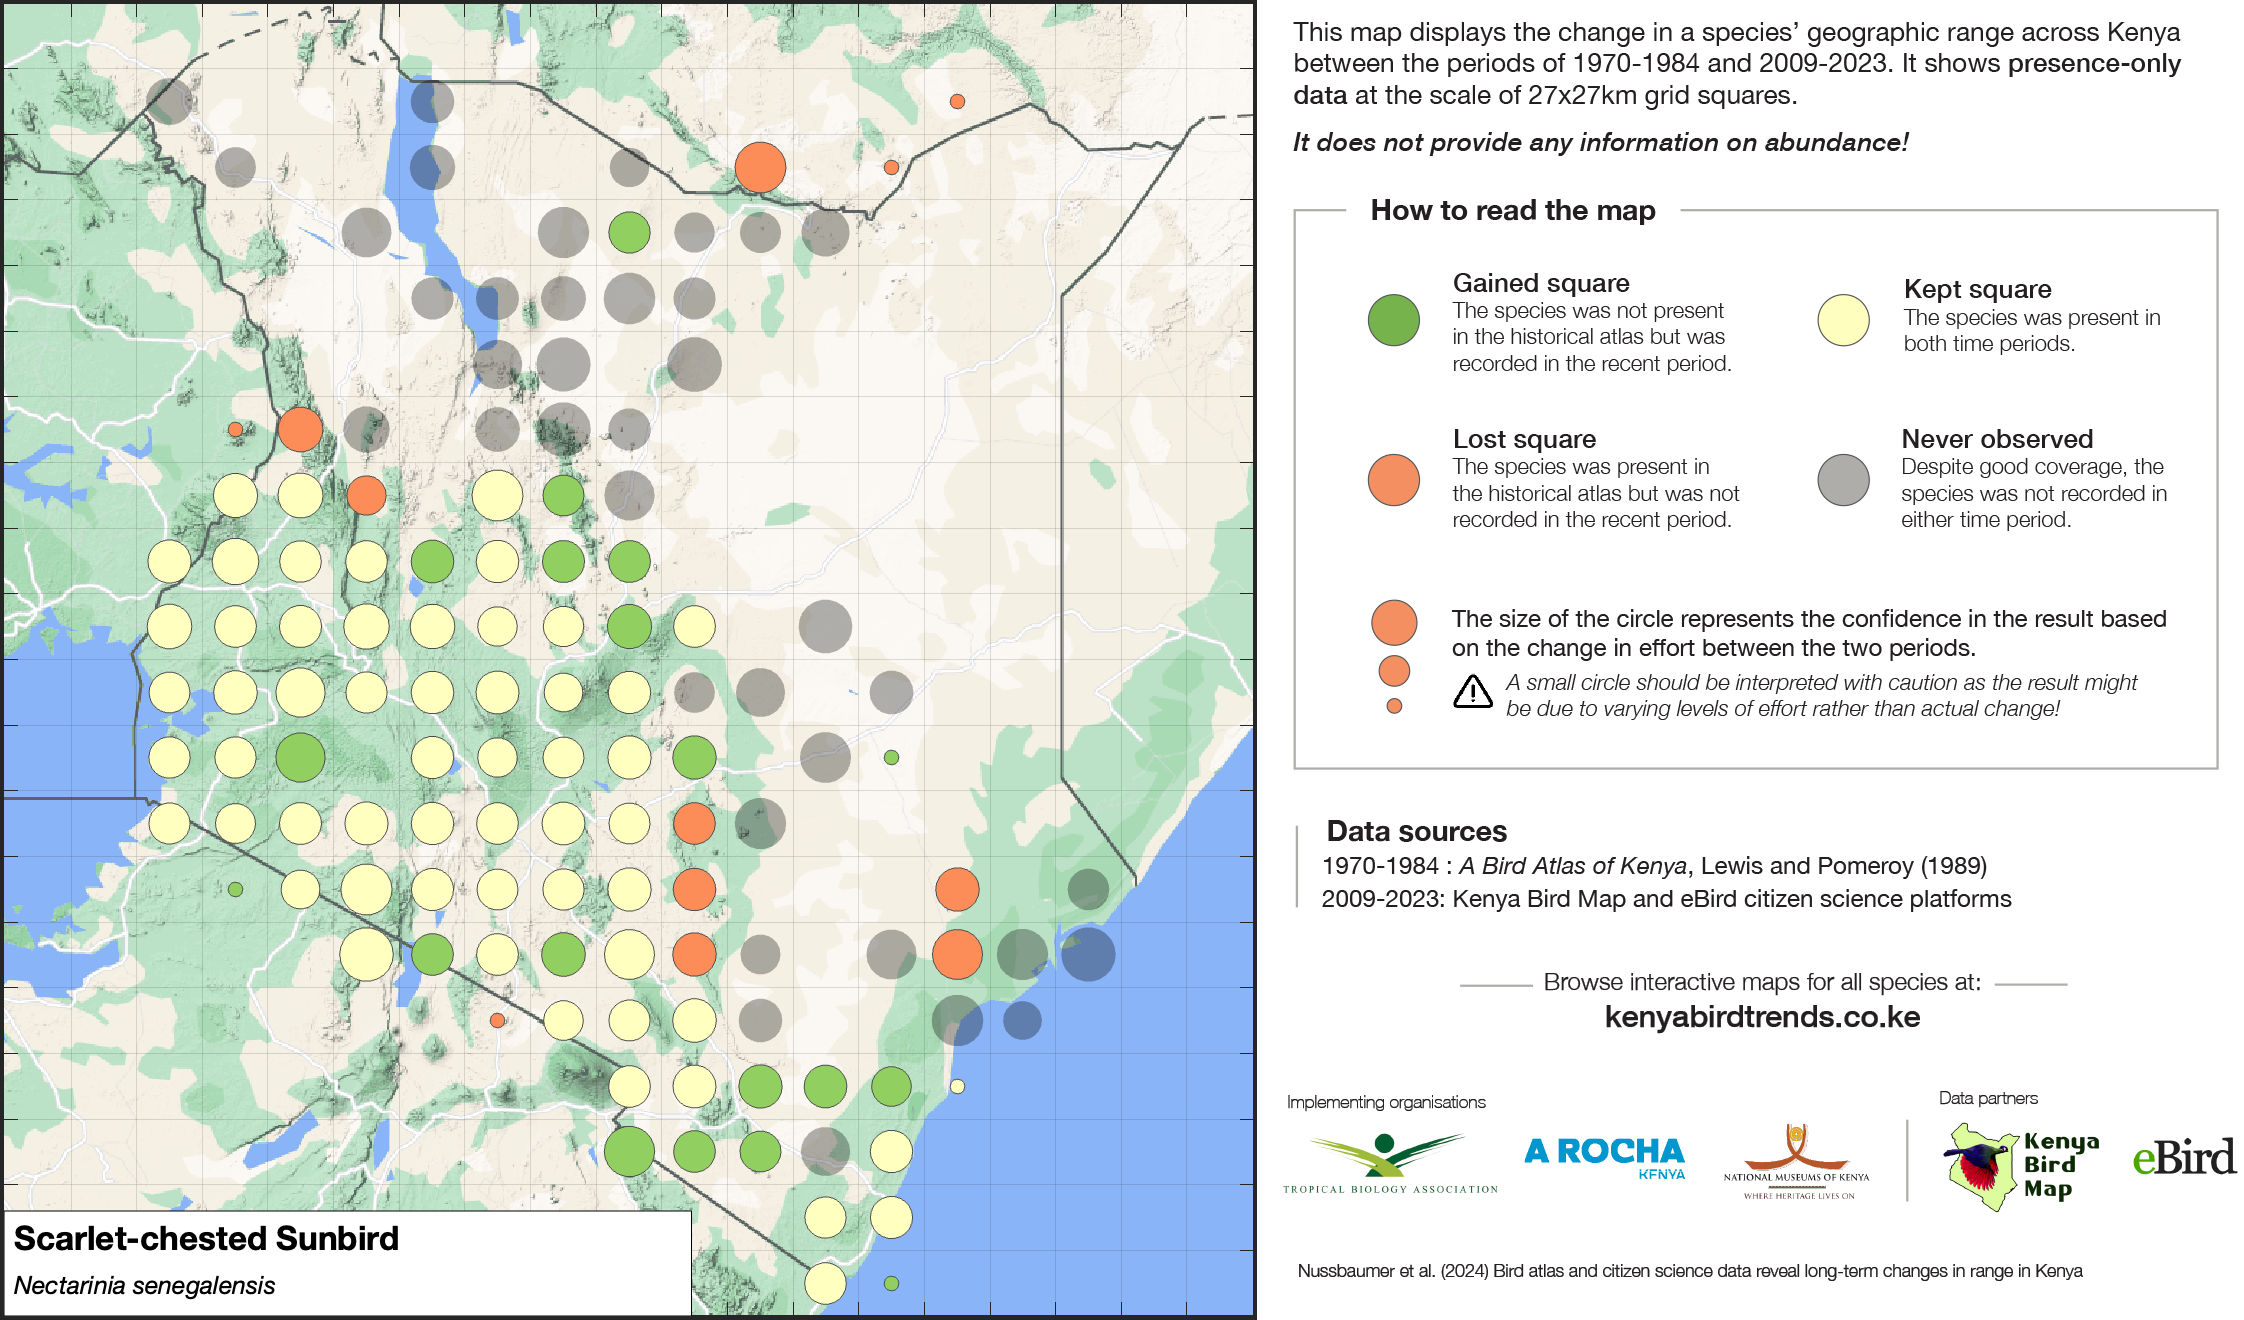 This map displays the change in a species’ geographic range across Kenya
between the periods of 1970-1984 and 2009-2023. It shows presence-only
data at the scale of 27x27km grid squares.
It does not provide any information on abundance!
How to read the map
Gained square
The species was not present
in the historical atlas but was
recorded in the recent period.
Kept square
The species was present in
both time periods.
Lost square
The species was present in
the historical atlas but was not
recorded in the recent period.
Never observed
Despite good coverage, the
species was not recorded in
either time period.
The size of the circle represents the confidence in the result based
on the change in effort between the two periods.
A small circle should be interpreted with caution as the result might
be due to varying levels of effort rather than actual change!
Data sources
1970-1984 : A Bird Atlas of Kenya, Lewis and Pomeroy (1989)
2009-2023: Kenya Bird Map and eBird citizen science platforms
Browse interactive maps for all species at:
kenyabirdtrends.co.ke
Implementing organisations
Data partners
TROPICAL BIOLOGY ASSOCIATION
A ROCHA
KENYA
NATIONAL MUSEUMS OF KENYA
WHERE HERITAGE LIVES ON
Kenya
Bird
Map
eBird
Scarlet-chested Sunbird
Nectarinia senegalensis
Nussbaumer et al. (2024) Bird atlas and citizen science data reveal long-term changes in range in Kenya